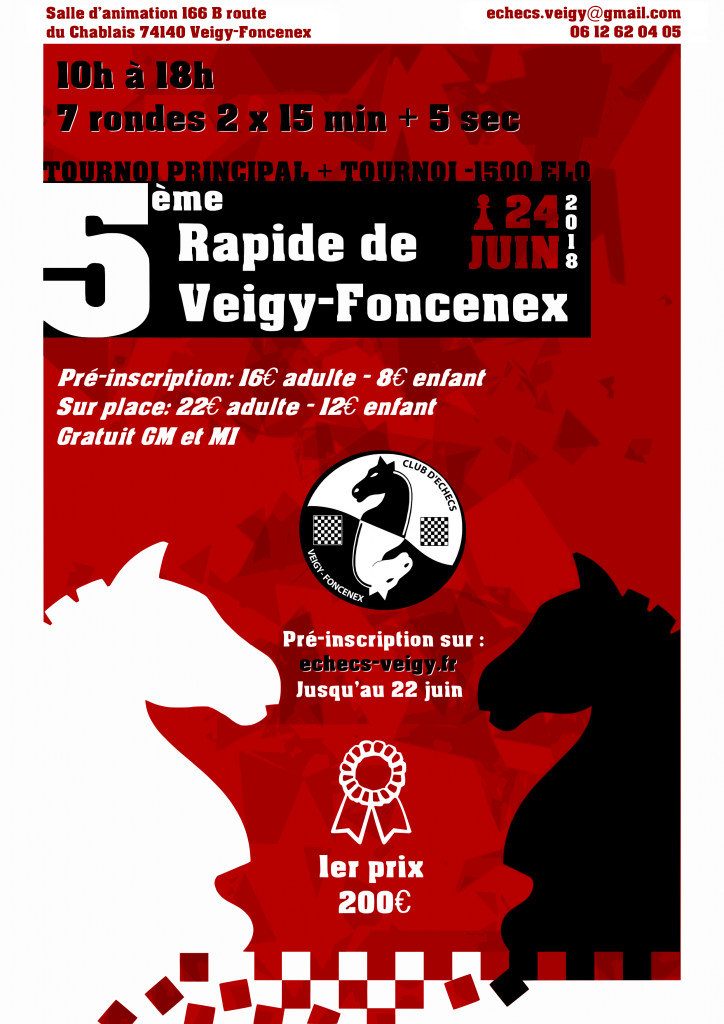 Salle d'animation 166 B route
du Chablais 74140 Veigy-Foncenex
echecs.veigy@gmail.com
06 12 62 04 05
10h à 18h
7 rondes 2 x 15 min + 5 sec
TOURNOI PRINCIPAL + TOURNOI -1500 ELO
5ème
Rapide de
Veigy-Foncenex
24
JUIN
2018
Pré-inscription: 16€ adulte - 8€ enfant
Sur place: 22€ adulte - 12€ enfant
Gratuit GM et MI
CLUB D'ECHECS
VEIGY-FONCENEX
Pré-inscription sur :
echecs-veigy.fr
Jusqu'au 22 juin
1er prix
200€